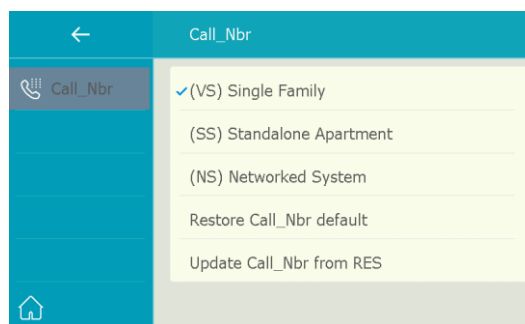 Call_Nbr
Call_Nbr
(VS) Single Family
(SS) Standalone Apartment
(NS) Networked System
Restore Call_Nbr default
Update Call_Nbr from RES